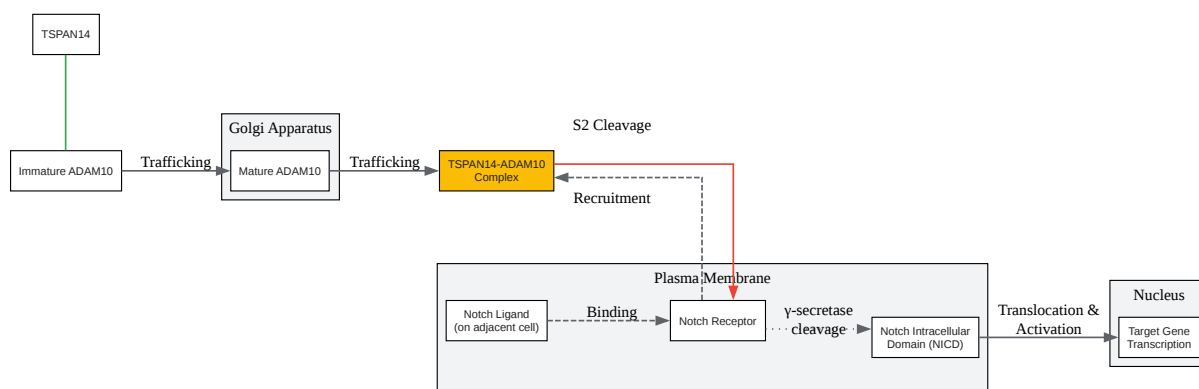 TSPAN14
Golgi Apparatus
S2 Cleavage
Immature ADAM10
Trafficking
Mature ADAM10
Trafficking
TSPAN14-ADAM10
Complex
Recruitment
Plasma Membrane
Notch Ligand
(on adjacent cell)
Binding
Notch Receptor
γ-secretase
cleavage
Notch Intracellular
Domain (NICD)
Translocation &
Activation
Nucleus
Target Gene
Transcription